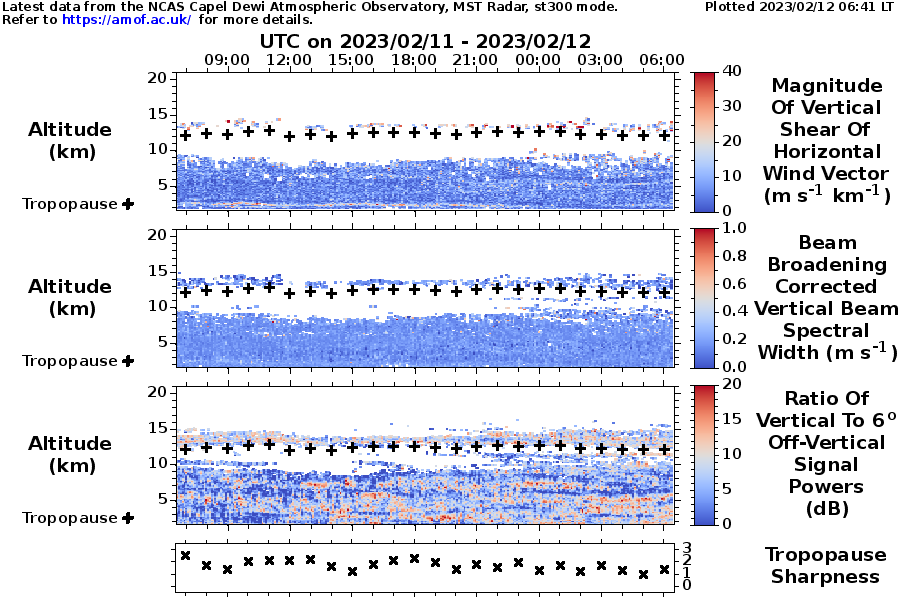 Latest data from the NCAS Capel Dewi Atmospheric Observatory, MST Radar, st300 mode.
Plotted 2023/02/12 06:41 LT
Refer to https://amof.ac.uk/ for more details.
UTC on 2023/02/11 - 2023/02/12
09:00 12:00 15:00 18:00 21:00 00:00 03:00 06:00
20
15
10
5
Altitude
(km)
Tropopause +
40
30
20
10
0
Magnitude
Of Vertical
Shear Of
Horizontal
Wind Vector
(m s⁻¹ km⁻¹)
20
15
10
5
Altitude
(km)
Tropopause +
1.0
0.8
0.6
0.4
0.2
0.0
Beam
Broadening
Corrected
Vertical Beam
Spectral
Width (m s⁻¹)
20
15
10
5
Altitude
(km)
Tropopause +
20
15
10
5
0
Ratio Of
Vertical To 6°
Off-Vertical
Signal
Powers
(dB)
3
2
1
0
Tropopause
Sharpness